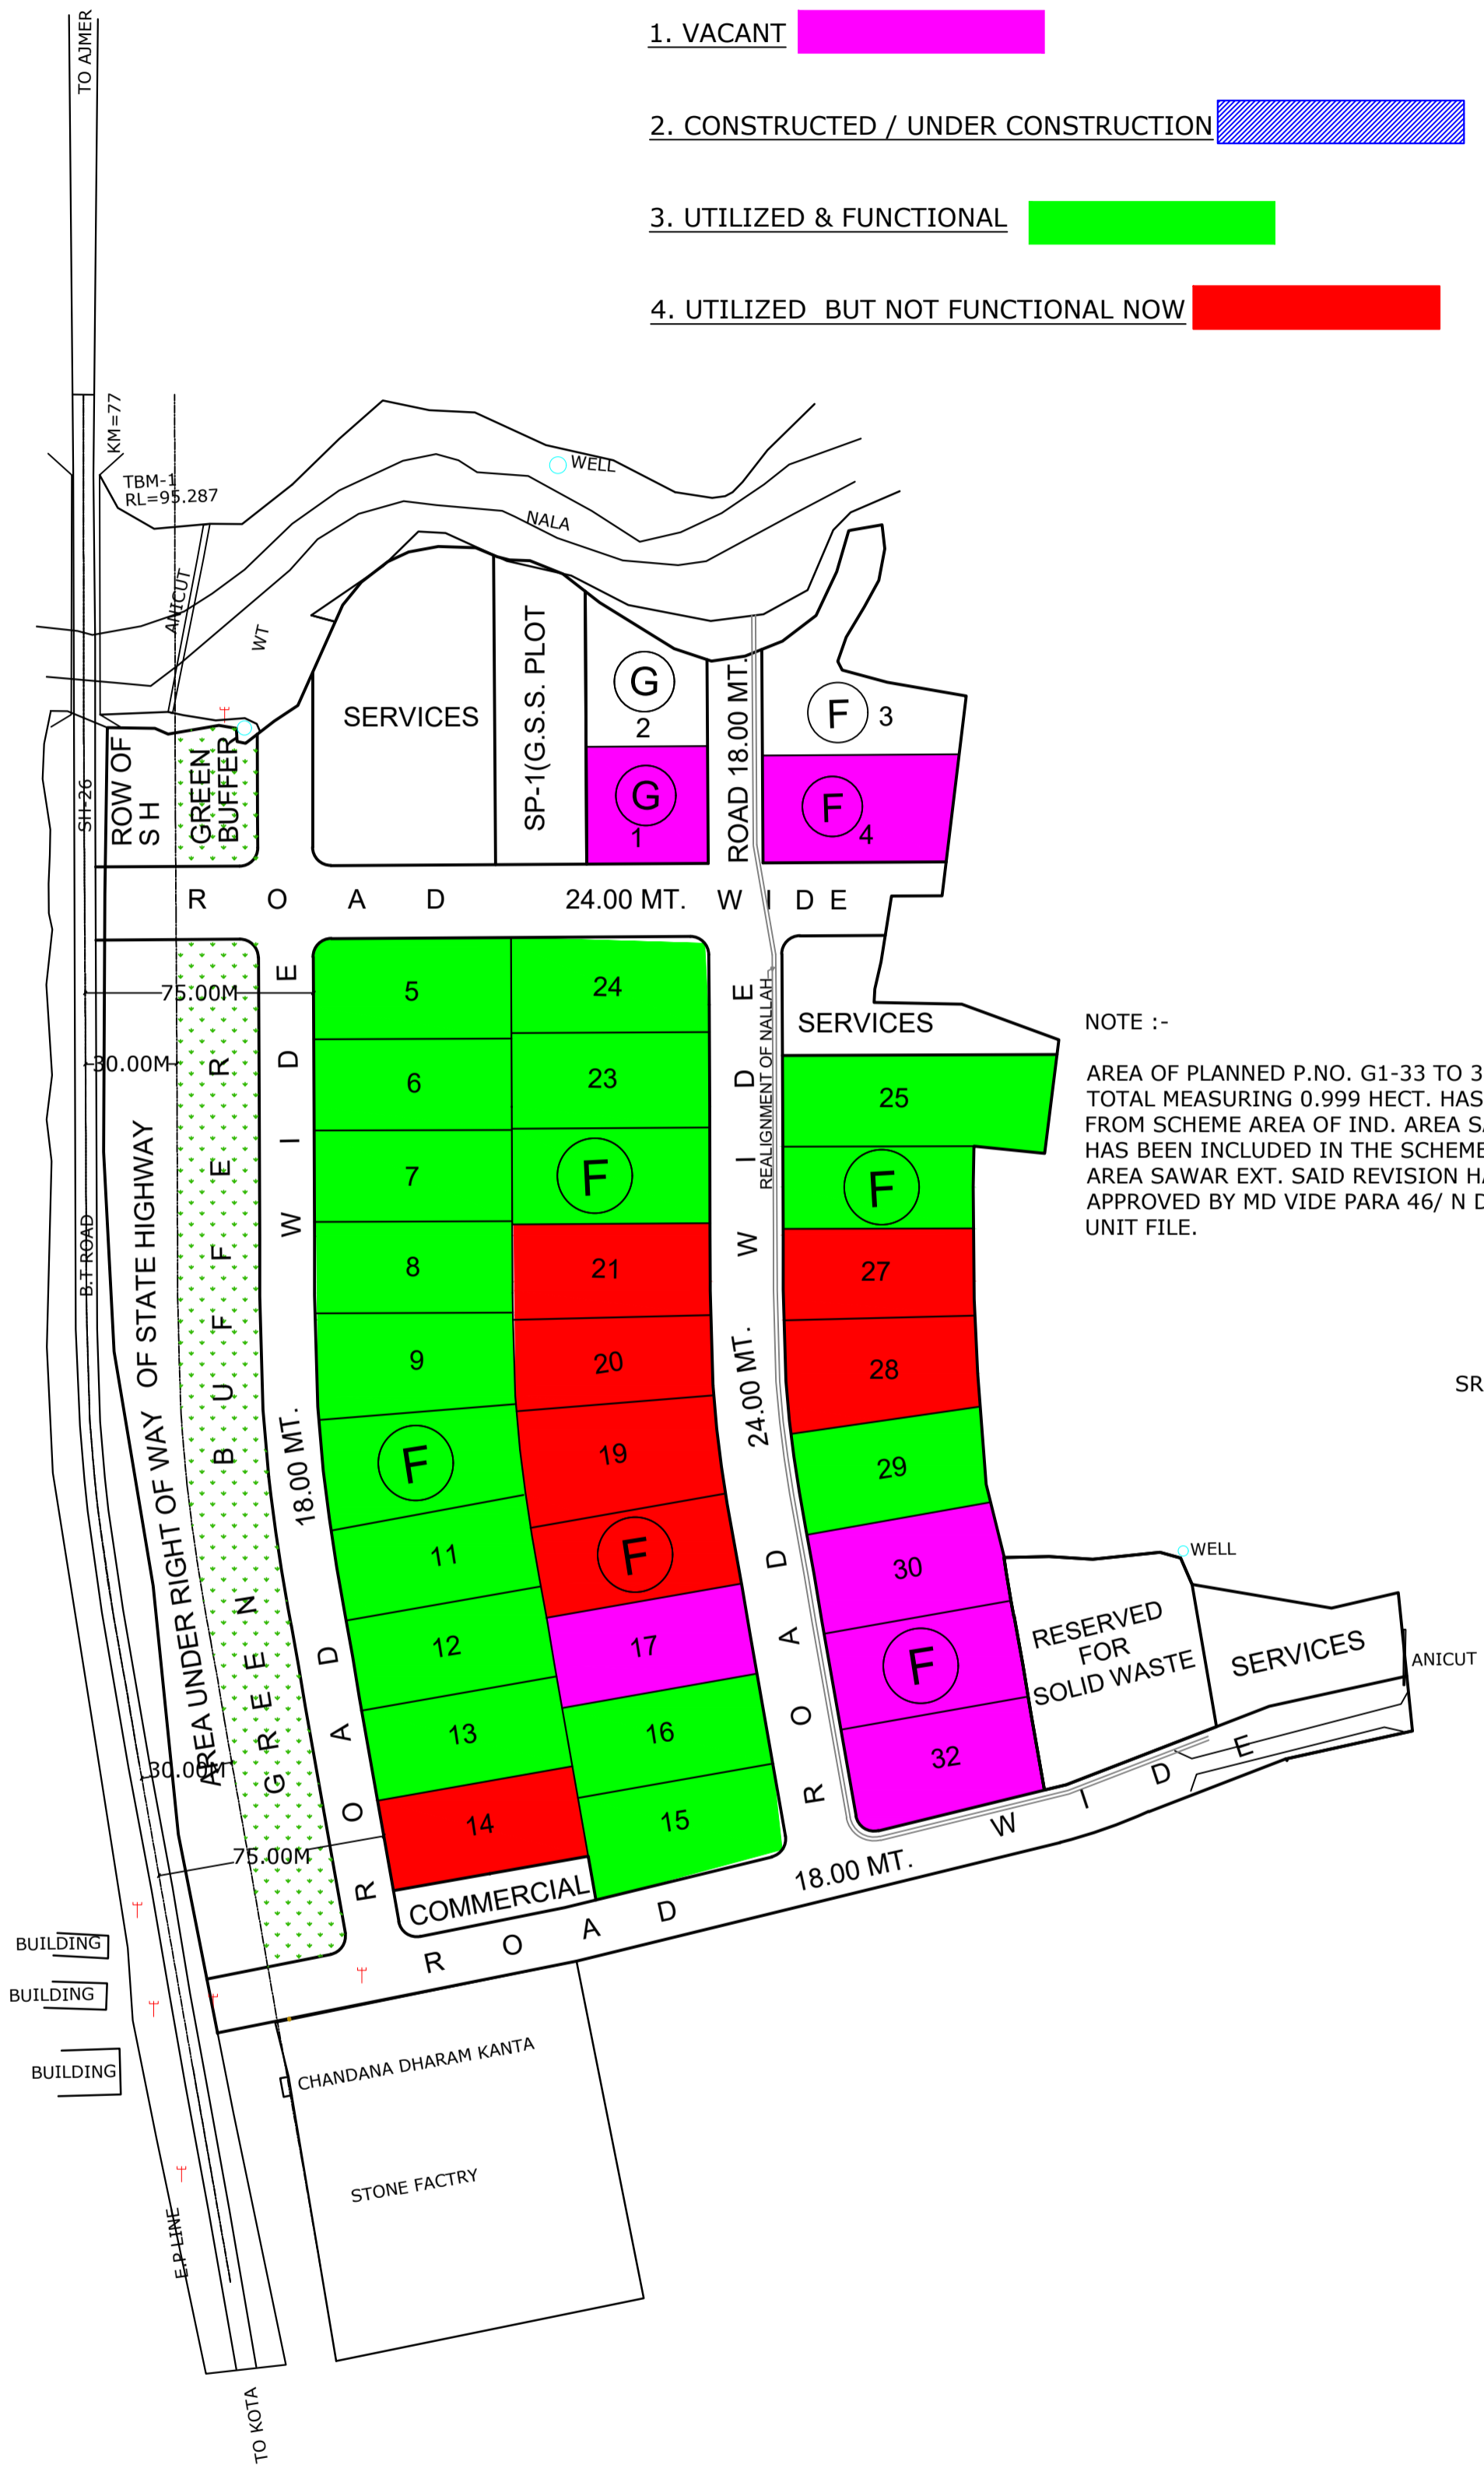 TO AJMER
1. VACANT
2. CONSTRUCTED / UNDER CONSTRUCTION
3. UTILIZED & FUNCTIONAL
4. UTILIZED  BUT NOT FUNCTIONAL NOW
KM=77
TBM-1
RL=95.287
WELL
NALA
ANICUT
WT
SERVICES
SP-1(G.S.S. PLOT
G
2
G
1
ROAD 18.00 MT.
F 3
F
4
SH-26
ROW OF
S H
GREEN
BUFFER
R O A D 24.00 MT. W I D E
75.00M
30.00M
AREA UNDER RIGHT OF WAY OF STATE HIGHWAY
B.T ROAD
GREEN BUFFER
ROAD 18.00 MT. WIDE
5
24
6
23
7
F
8
21
9
20
F
19
11
F
12
17
13
16
14
15
COMMERCIAL
ROAD 24.00 MT. WIDE
REALIGNMENT OF NALLAH
SERVICES
25
F
27
28
29
30
F
32
NOTE :-
AREA OF PLANNED P.NO. G1-33 TO 3
TOTAL MEASURING 0.999 HECT. HAS
FROM SCHEME AREA OF IND. AREA SA
HAS BEEN INCLUDED IN THE SCHEME
AREA SAWAR EXT. SAID REVISION HA
APPROVED BY MD VIDE PARA 46/ N D
UNIT FILE.
SR
WELL
RESERVED
FOR
SOLID WASTE
SERVICES
ANICUT
30.00M
75.00M
ROAD 18.00 MT. WIDE
BUILDING
BUILDING
BUILDING
CHANDANA DHARAM KANTA
STONE FACTRY
E.P LINE
TO KOTA